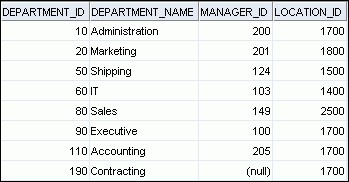 DEPARTMENT_ID DEPARTMENT_NAME MANAGER_ID LOCATION_ID
10 Administration 200 1700
20 Marketing 201 1800
50 Shipping 124 1500
60 IT 103 1400
80 Sales 149 2500
90 Executive 100 1700
110 Accounting 205 1700
190 Contracting (null) 1700